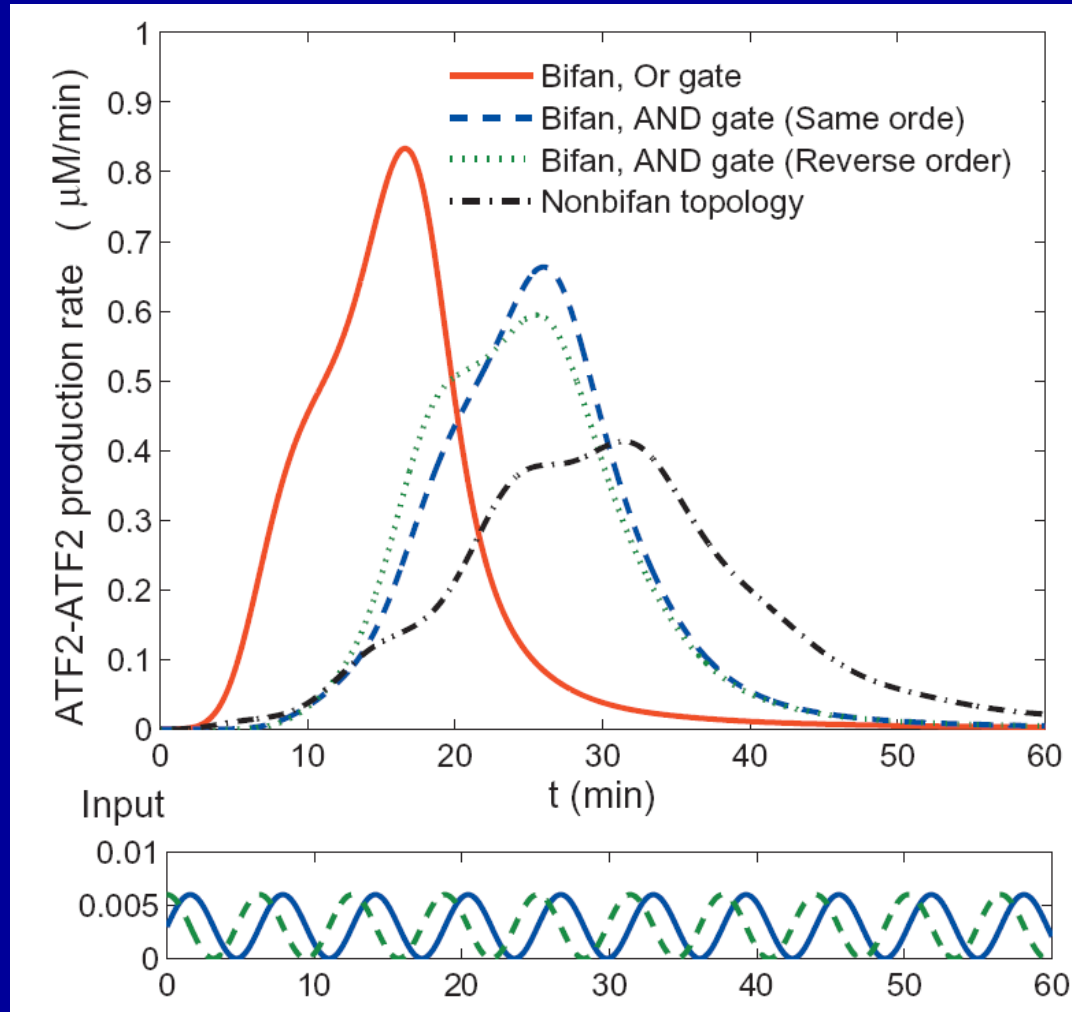 1
0.9
0.8
0.7
0.6
0.5
0.4
0.3
0.2
0.1
0
ATF2-ATF2 production rate ( μM/min)
Bifan, Or gate
Bifan, AND gate (Same orde)
Bifan, AND gate (Reverse order)
Nonbifan topology
0 10 20 30 40 50 60
t (min)
Input
0.01
0.005
0
0 10 20 30 40 50 60